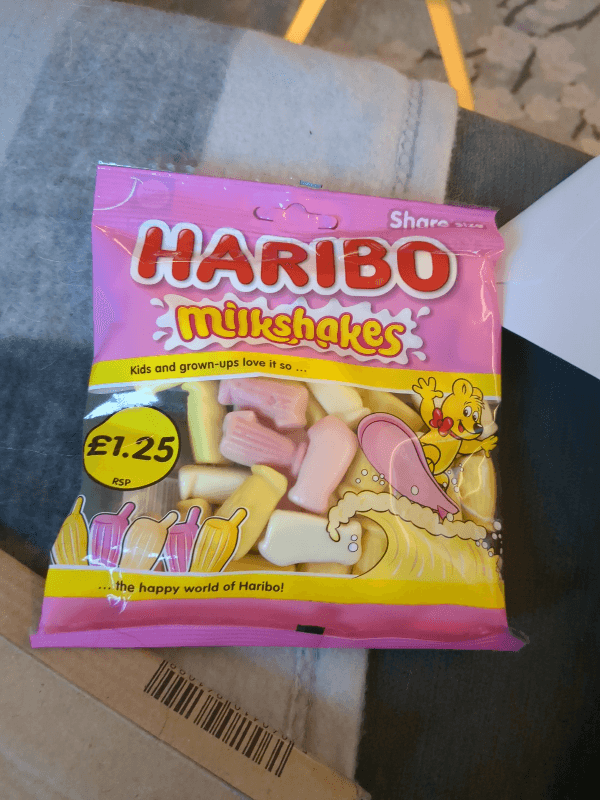 Share size
HARIBO
milkshakes
Kids and grown-ups love it so ...
£1.25
RSP
... the happy world of Haribo!